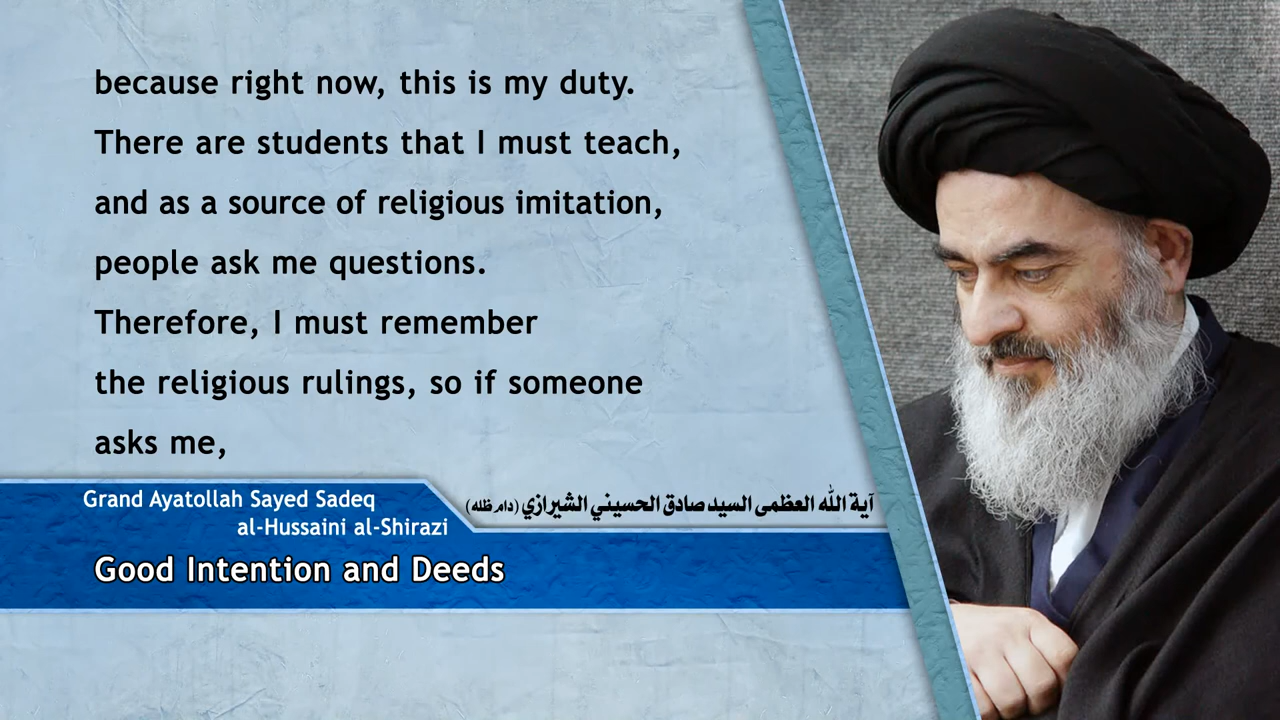 because right now, this is my duty.
There are students that I must teach,
and as a source of religious imitation,
people ask me questions.
Therefore, I must remember
the religious rulings, so if someone
asks me,
Grand Ayatollah Sayed Sadeq
al-Hussaini al-Shirazi
آية الله العظمى السيد صادق الحسيني الشيرازي (دام ظله)
Good Intention and Deeds